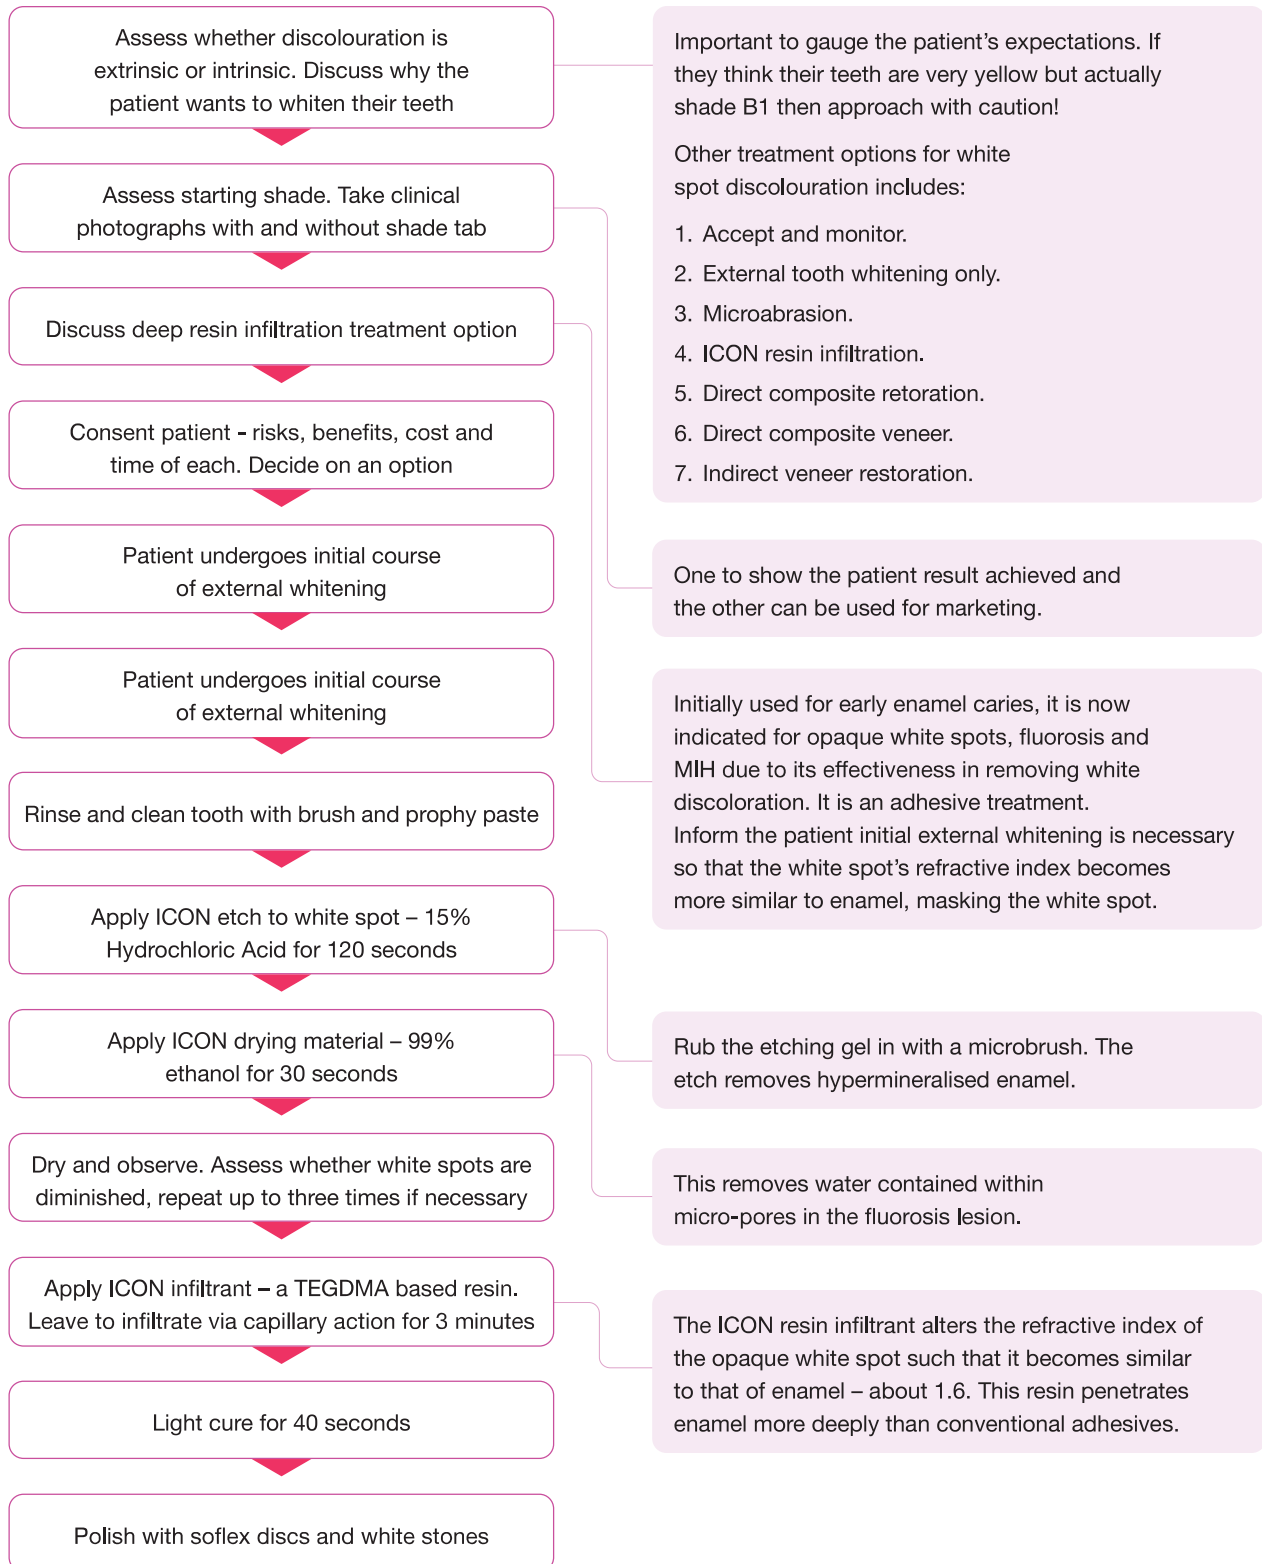 Assess whether discolouration is
extrinsic or intrinsic. Discuss why the
patient wants to whiten their teeth
Important to gauge the patient's expectations. If
they think their teeth are very yellow but actually
shade B1 then approach with caution!
Other treatment options for white
spot discolouration includes:
1. Accept and monitor.
2. External tooth whitening only.
3. Microabrasion.
4. ICON resin infiltration.
5. Direct composite retoration.
6. Direct composite veneer.
7. Indirect veneer restoration.
Assess starting shade. Take clinical
photographs with and without shade tab
One to show the patient result achieved and
the other can be used for marketing.
Discuss deep resin infiltration treatment option
Initially used for early enamel caries, it is now
indicated for opaque white spots, fluorosis and
MIH due to its effectiveness in removing white
discoloration. It is an adhesive treatment.
Inform the patient initial external whitening is necessary
so that the white spot's refractive index becomes
more similar to enamel, masking the white spot.
Consent patient - risks, benefits, cost and
time of each. Decide on an option
Patient undergoes initial course
of external whitening
Patient undergoes initial course
of external whitening
Rinse and clean tooth with brush and prophy paste
Apply ICON etch to white spot – 15%
Hydrochloric Acid for 120 seconds
Rub the etching gel in with a microbrush. The
etch removes hypermineralised enamel.
Apply ICON drying material – 99%
ethanol for 30 seconds
This removes water contained within
micro-pores in the fluorosis lesion.
Dry and observe. Assess whether white spots are
diminished, repeat up to three times if necessary
Apply ICON infiltrant – a TEGDMA based resin.
Leave to infiltrate via capillary action for 3 minutes
The ICON resin infiltrant alters the refractive index of
the opaque white spot such that it becomes similar
to that of enamel – about 1.6. This resin penetrates
enamel more deeply than conventional adhesives.
Light cure for 40 seconds
Polish with soflex discs and white stones